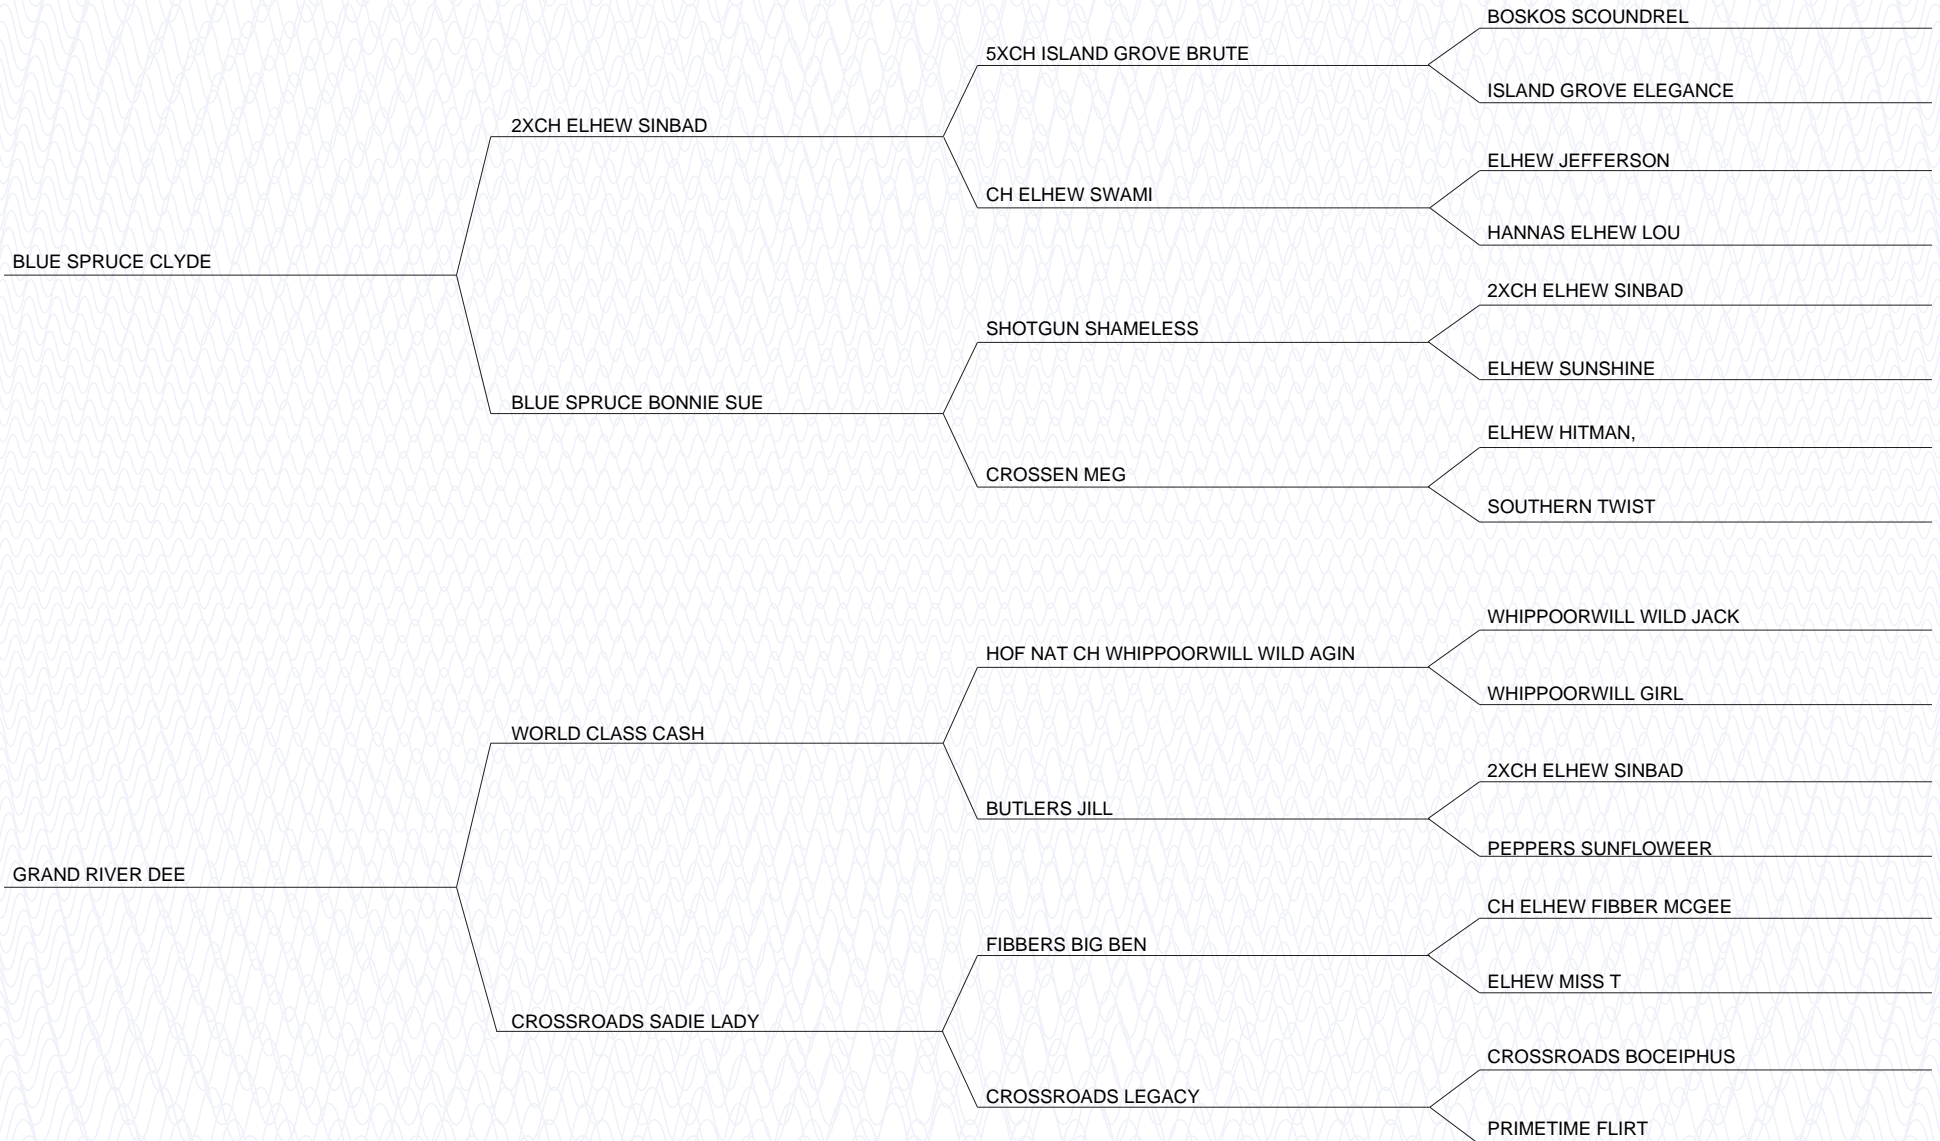 BOSKOS SCOUNDREL
5XCH ISLAND GROVE BRUTE
ISLAND GROVE ELEGANCE
2XCH ELHEW SINBAD
ELHEW JEFFERSON
CH ELHEW SWAMI
HANNAS ELHEW LOU
BLUE SPRUCE CLYDE
2XCH ELHEW SINBAD
SHOTGUN SHAMELESS
ELHEW SUNSHINE
BLUE SPRUCE BONNIE SUE
ELHEW HITMAN,
CROSSEN MEG
SOUTHERN TWIST
WHIPPOORWILL WILD JACK
HOF NAT CH WHIPPOORWILL WILD AGIN
WHIPPOORWILL GIRL
WORLD CLASS CASH
2XCH ELHEW SINBAD
BUTLERS JILL
PEPPERS SUNFLOWEER
GRAND RIVER DEE
CH ELHEW FIBBER MCGEE
FIBBERS BIG BEN
ELHEW MISS T
CROSSROADS SADIE LADY
CROSSROADS BOCEIPHUS
CROSSROADS LEGACY
PRIMETIME FLIRT